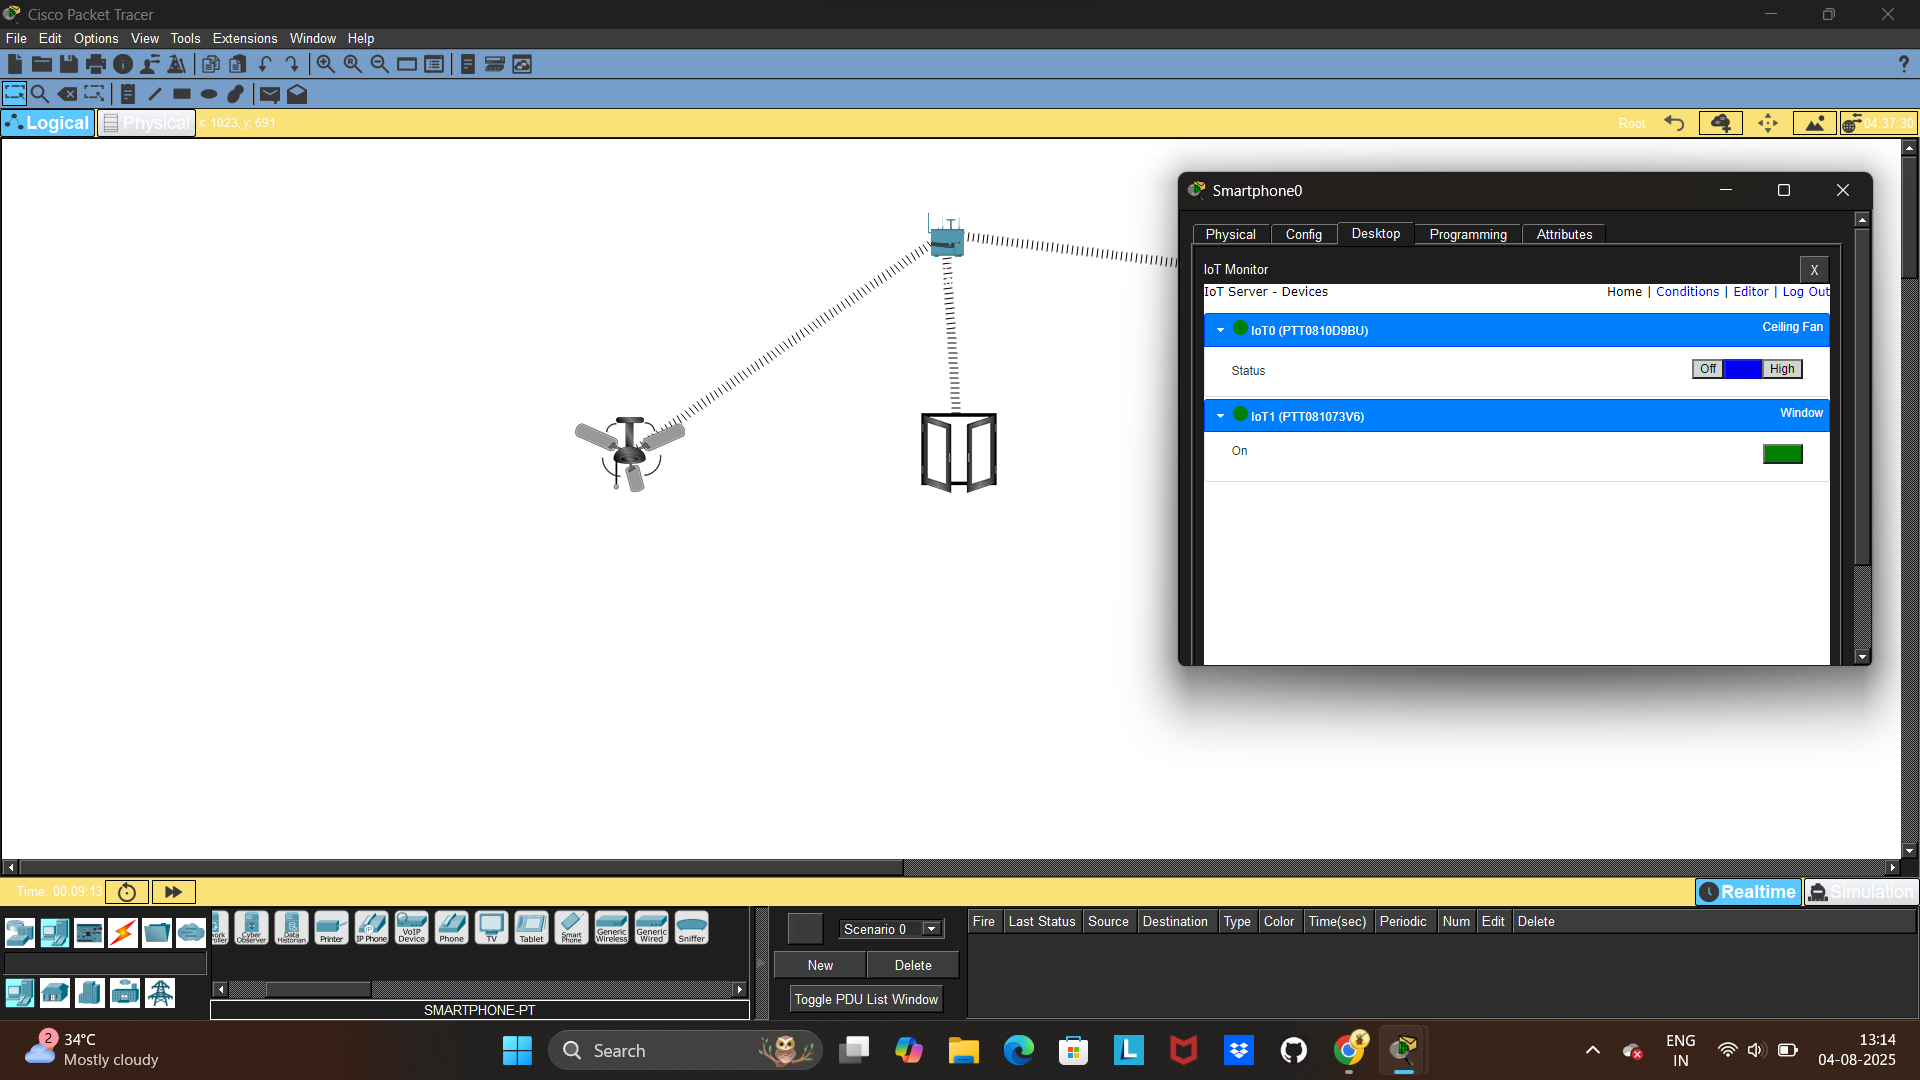 Cisco Packet Tracer
File Edit Options View Tools Extensions Window Help
?
Logical Physical x: 1023, y: 691 Root 04:37:30
Smartphone0
Physical Config Desktop Programming Attributes
IoT Monitor X
IoT Server - Devices Home | Conditions | Editor | Log Out
IoT0 (PTT0810D9BU) Ceiling Fan
Status Off High
IoT1 (PTT081073V6) Window
On
Time: 00:09:13 Realtime Simulation
Cyber Observer
Data Historian
Printer
IP Phone
VoIP Device
Phone
TV
Tablet
Smart Phone
Generic Wireless
Generic Wired
Sniffer
SMARTPHONE-PT
Scenario 0
New Delete
Toggle PDU List Window
Fire Last Status Source Destination Type Color Time(sec) Periodic Num Edit Delete
2 34°C
Mostly cloudy
Search
L
ENG
IN
13:14
04-08-2025